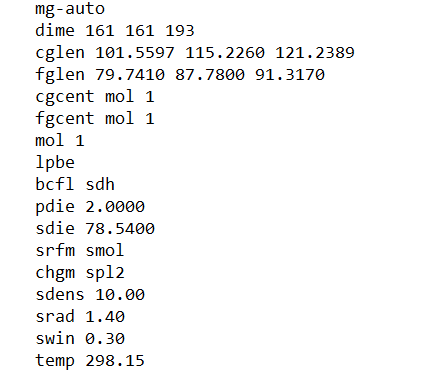 mg-auto
dime 161 161 193
cglen 101.5597 115.2260 121.2389
fglen 79.7410 87.7800 91.3170
cgcent mol 1
fgcent mol 1
mol 1
lpbe
bcfl sdh
pdie 2.0000
sdie 78.5400
srfm smol
chgm spl2
sdens 10.00
srad 1.40
swin 0.30
temp 298.15